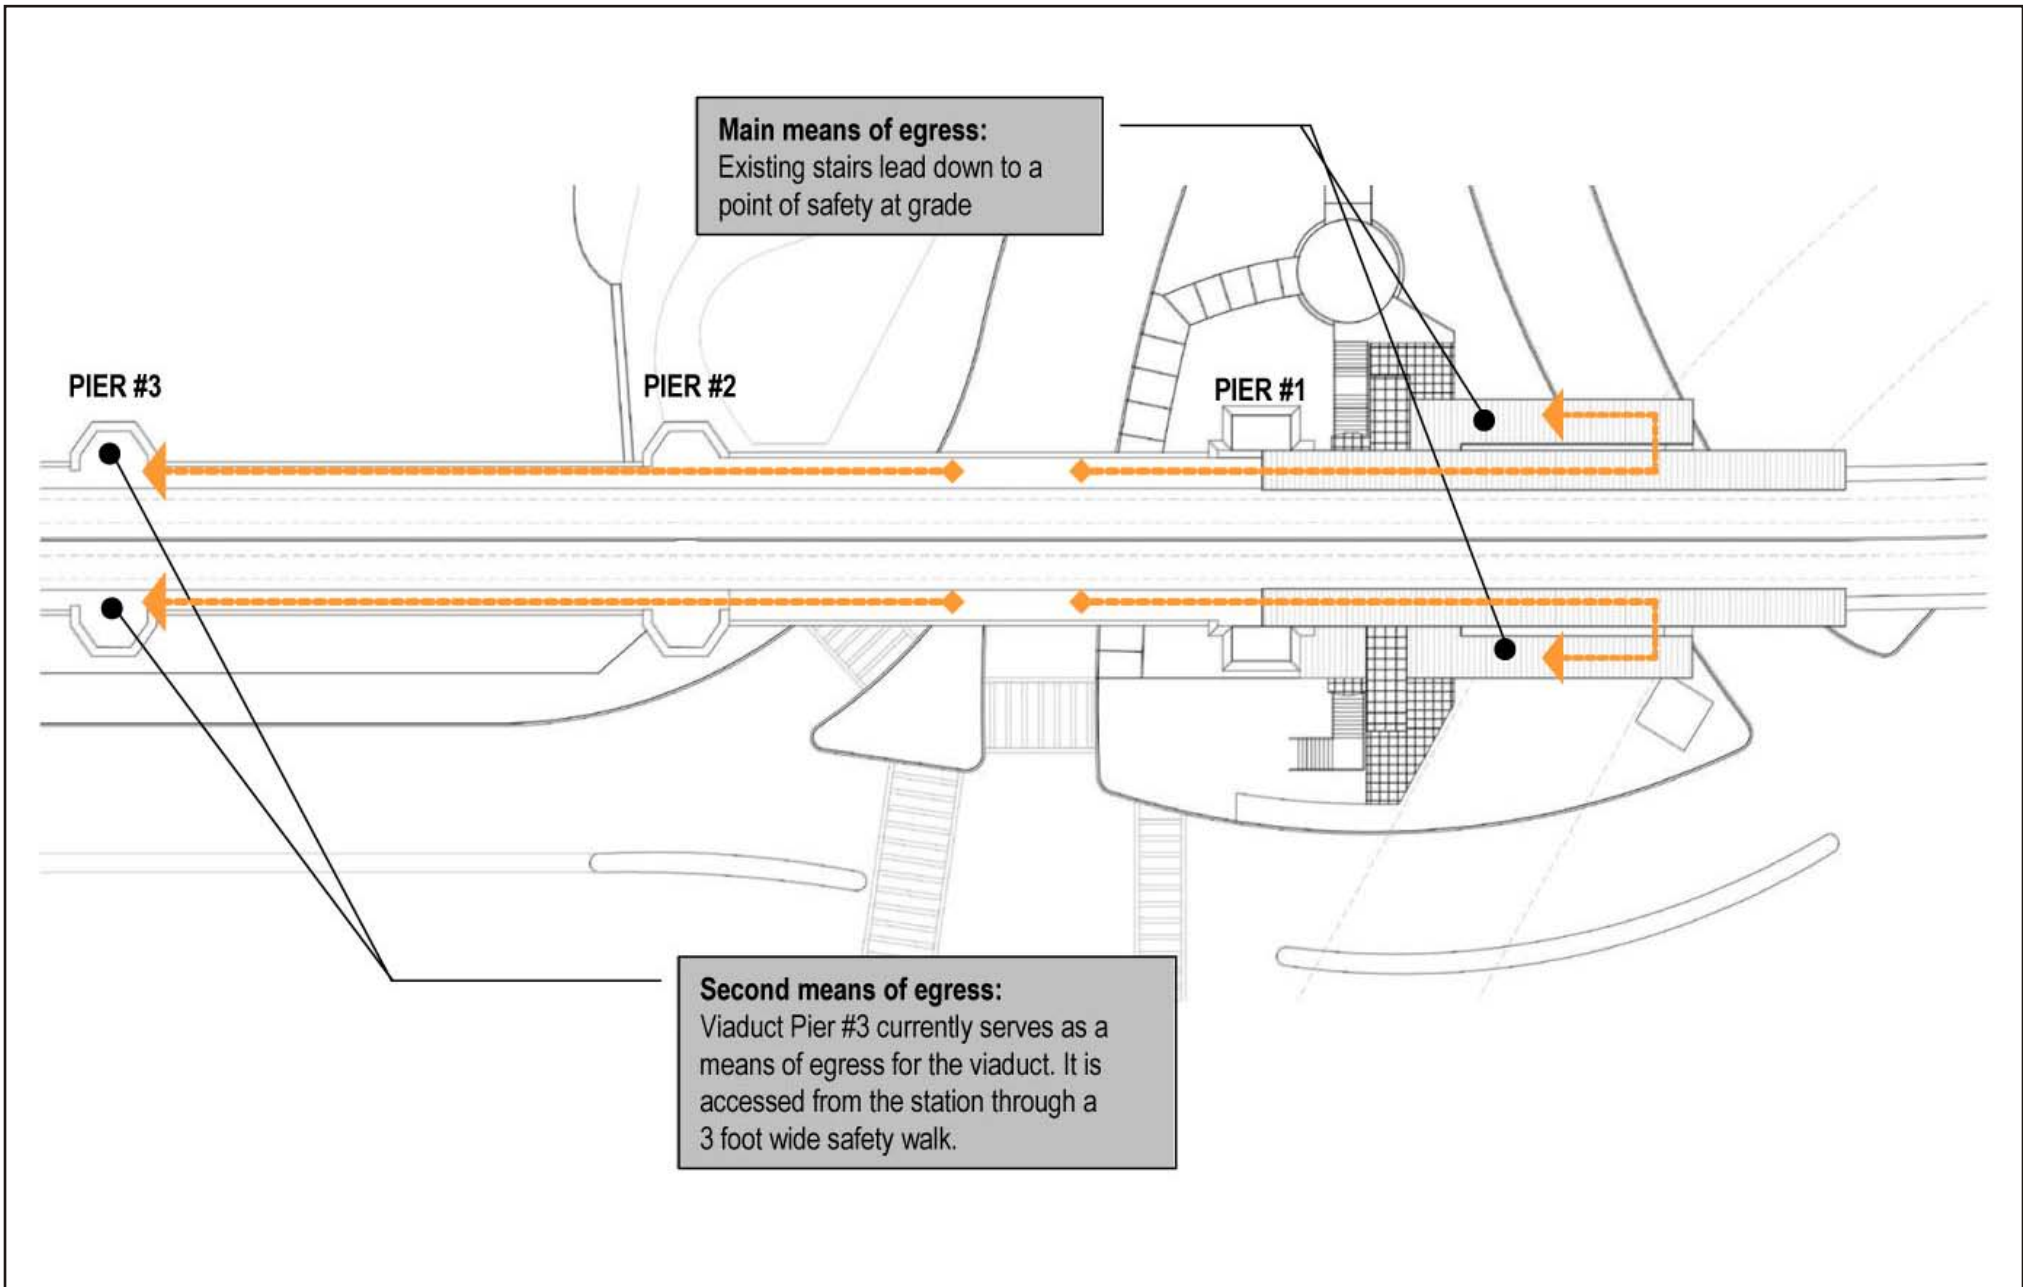 Main means of egress:
Existing stairs lead down to a
point of safety at grade
PIER #3
PIER #2
PIER #1
Second means of egress:
Viaduct Pier #3 currently serves as a
means of egress for the viaduct. It is
accessed from the station through a
3 foot wide safety walk.